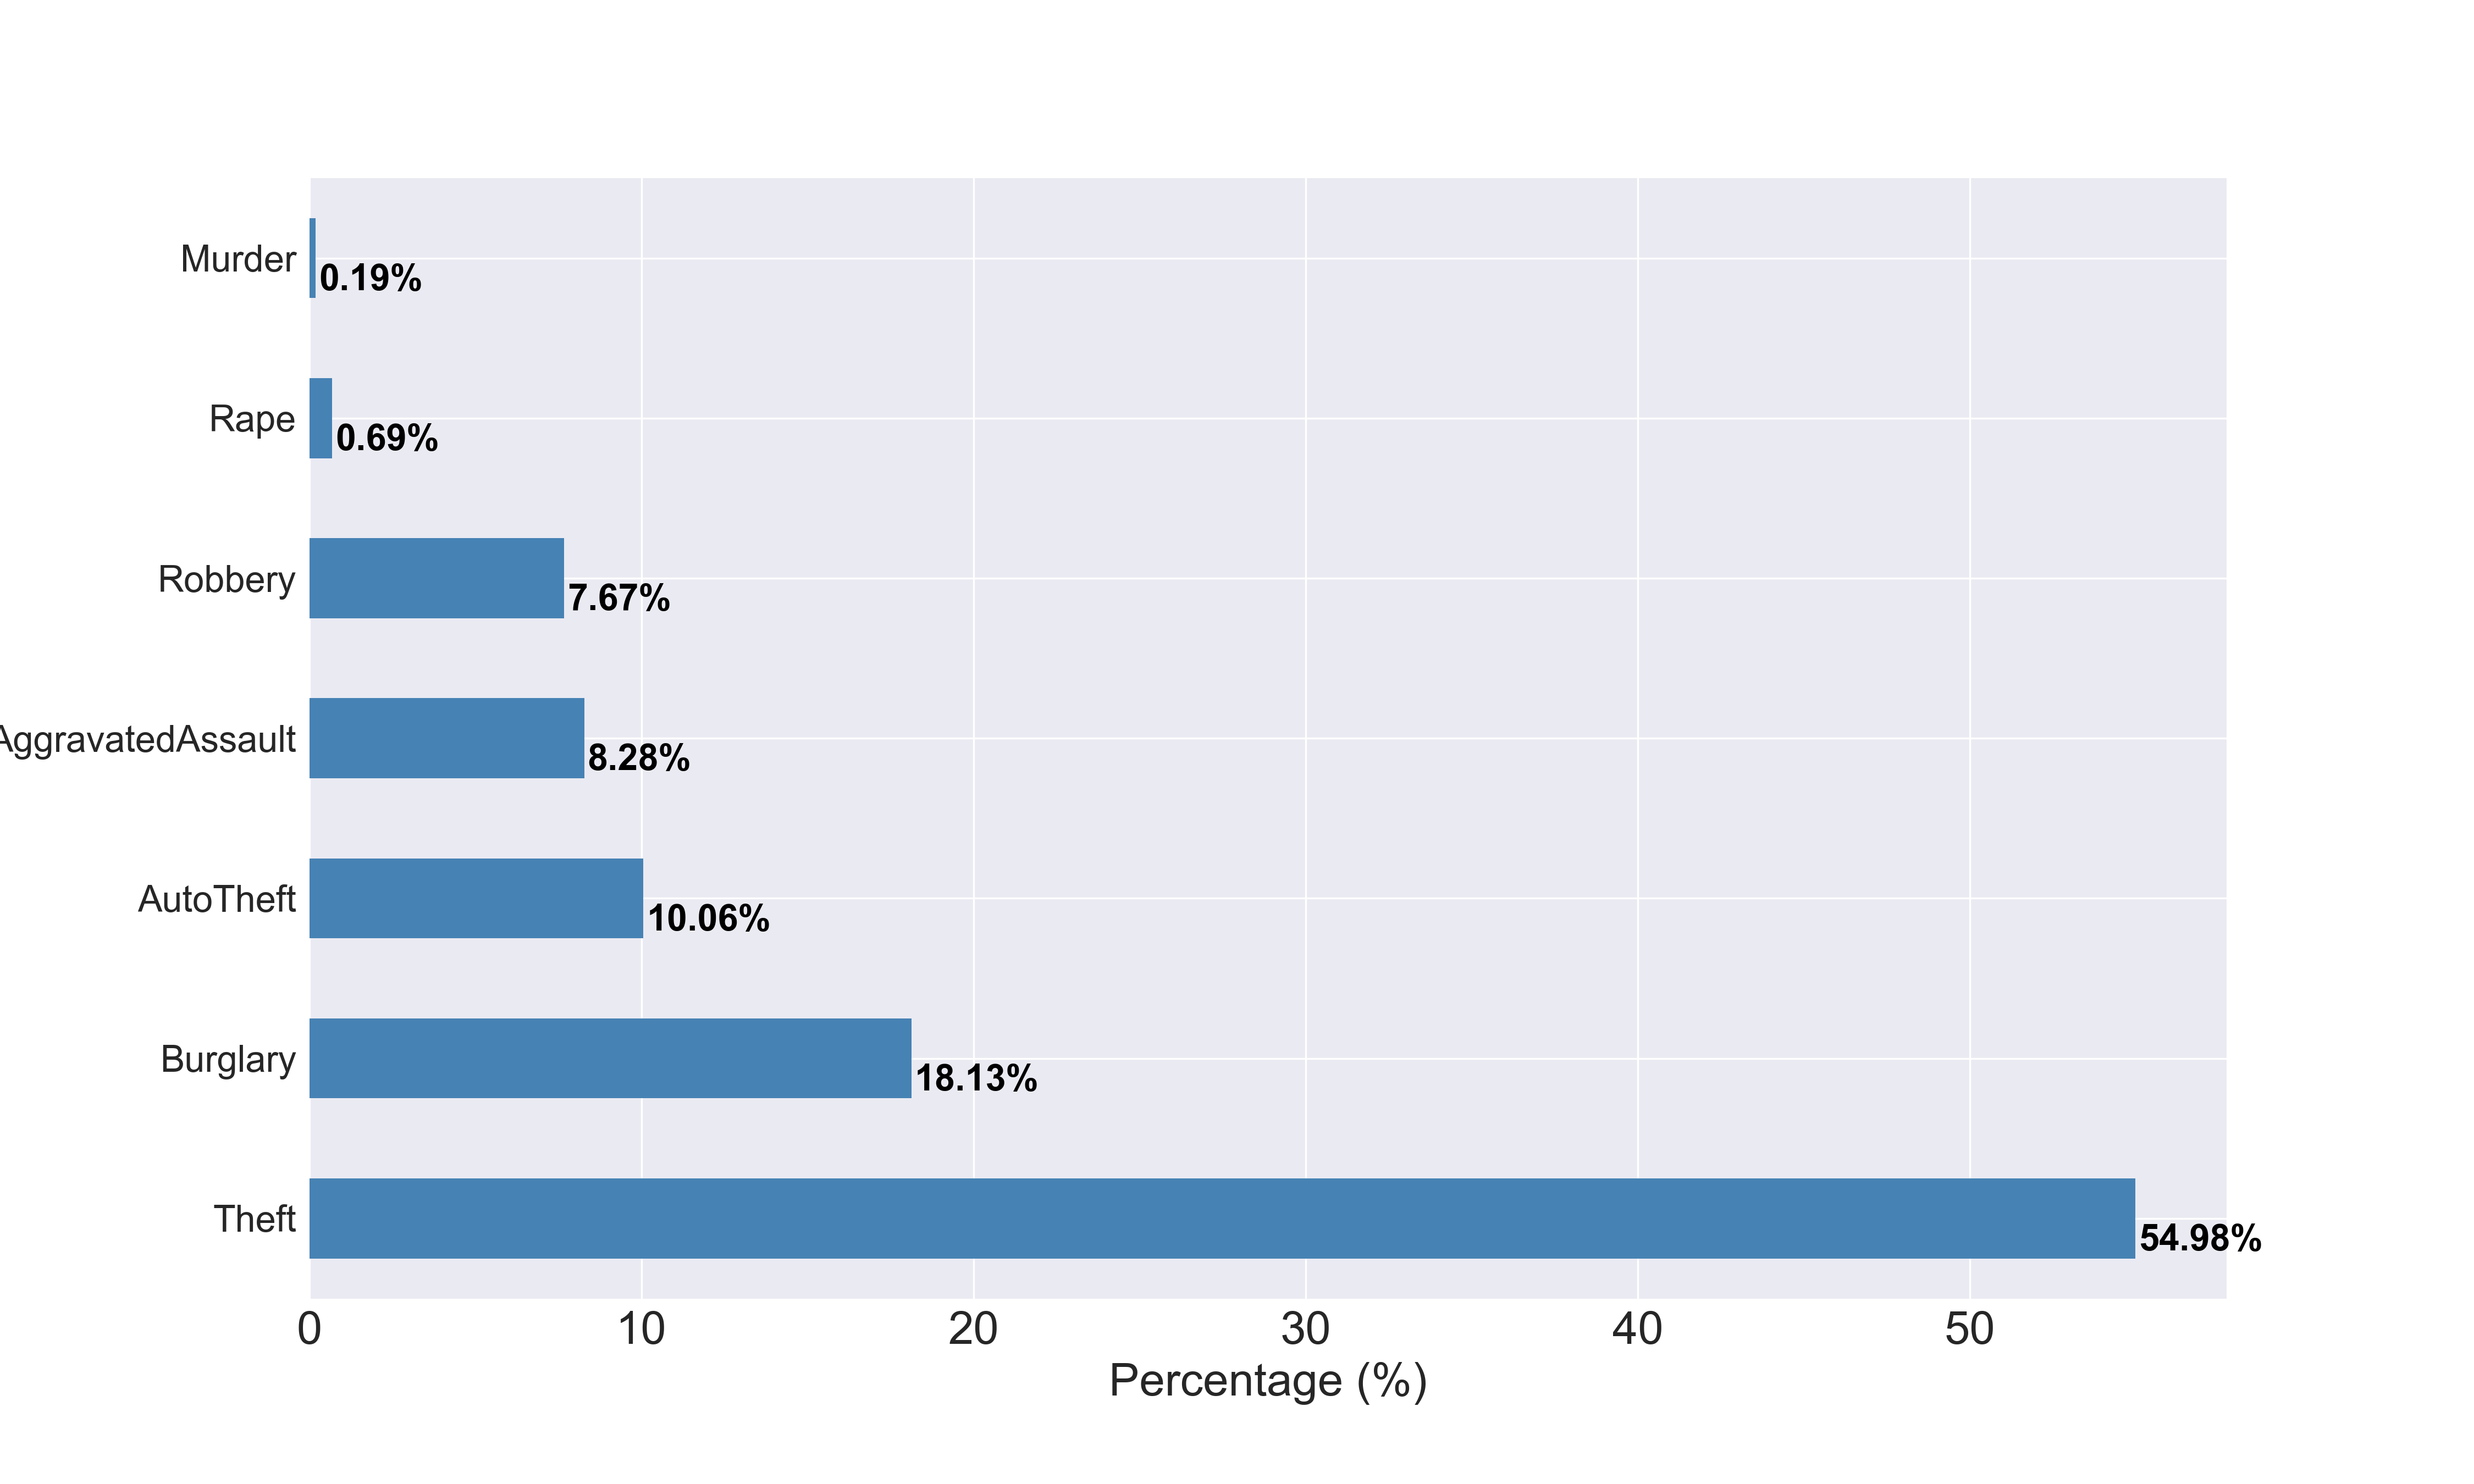 Murder
0.19%
Rape
0.69%
Robbery
7.67%
AggravatedAssault
8.28%
AutoTheft
10.06%
Burglary
18.13%
Theft
54.98%
0 10 20 30 40 50
Percentage (%)